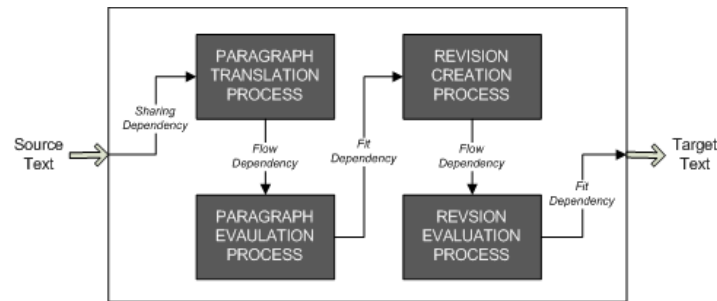 Source
Text
Sharing
Dependency
PARAGRAPH
TRANSLATION
PROCESS
Flow
Dependency
PARAGRAPH
EVAULATION
PROCESS
Fit
Dependency
REVISION
CREATION
PROCESS
Flow
Dependency
REVSION
EVALUATION
PROCESS
Fit
Dependency
Target
Text